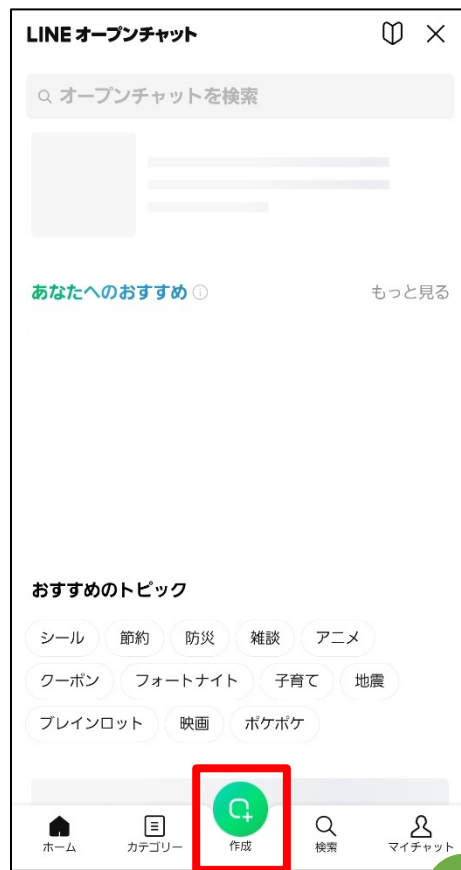 LINE オープンチャット
オープンチャットを検索
あなたへのおすすめ
もっと見る
おすすめのトピック
シール 節約 防災 雑談 アニメ
クーポン フォートナイト 子育て 地震
ブレインロット 映画 ポケポケ
ホーム カテゴリー 作成 検索 マイチャット